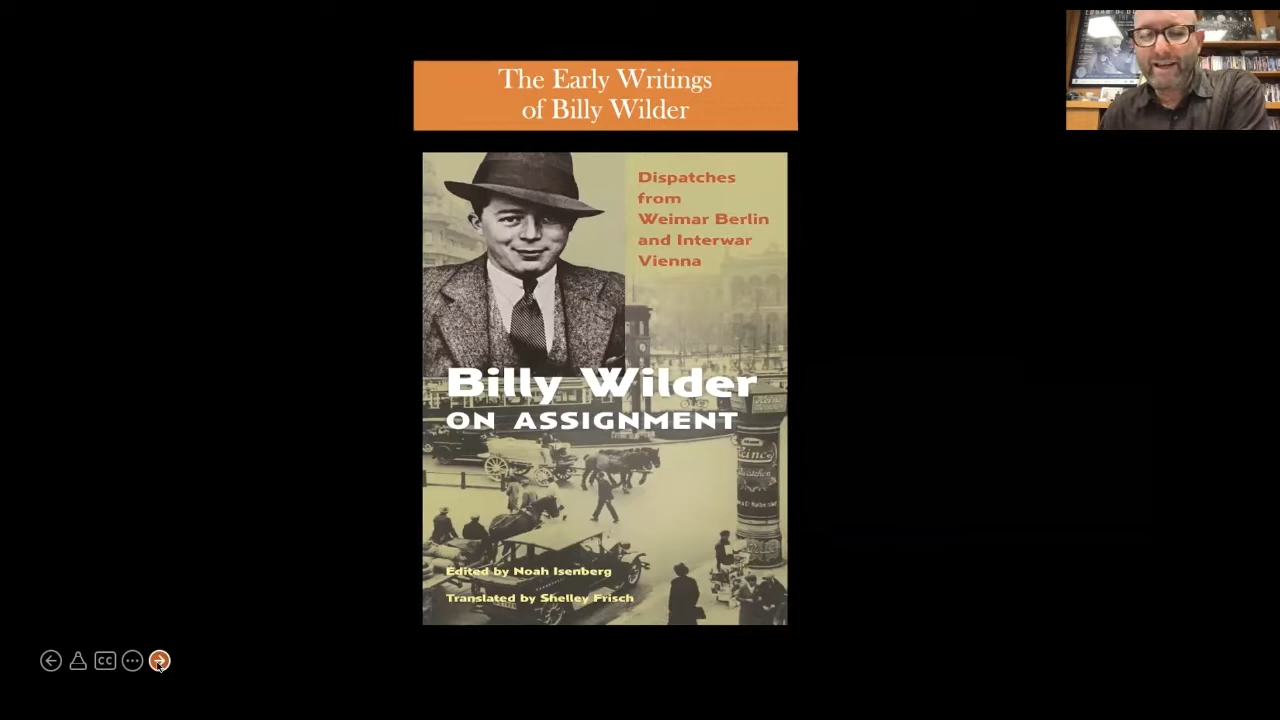 The Early Writings
of Billy Wilder
Dispatches
from
Weimar Berlin
and Interwar
Vienna
Billy Wilder
ON ASSIGNMENT
Edited by Noah Isenberg
Translated by Shelley Frisch
CC